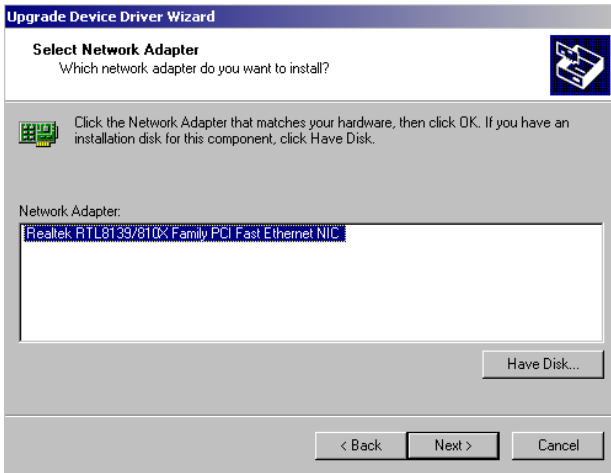 Upgrade Device Driver Wizard
Select Network Adapter
Which network adapter do you want to install?
Click the Network Adapter that matches your hardware, then click OK. If you have an
installation disk for this component, click Have Disk.
Network Adapter:
Realtek RTL8139/810X Family PCI Fast Ethernet NIC
Have Disk...
< Back
Next >
Cancel